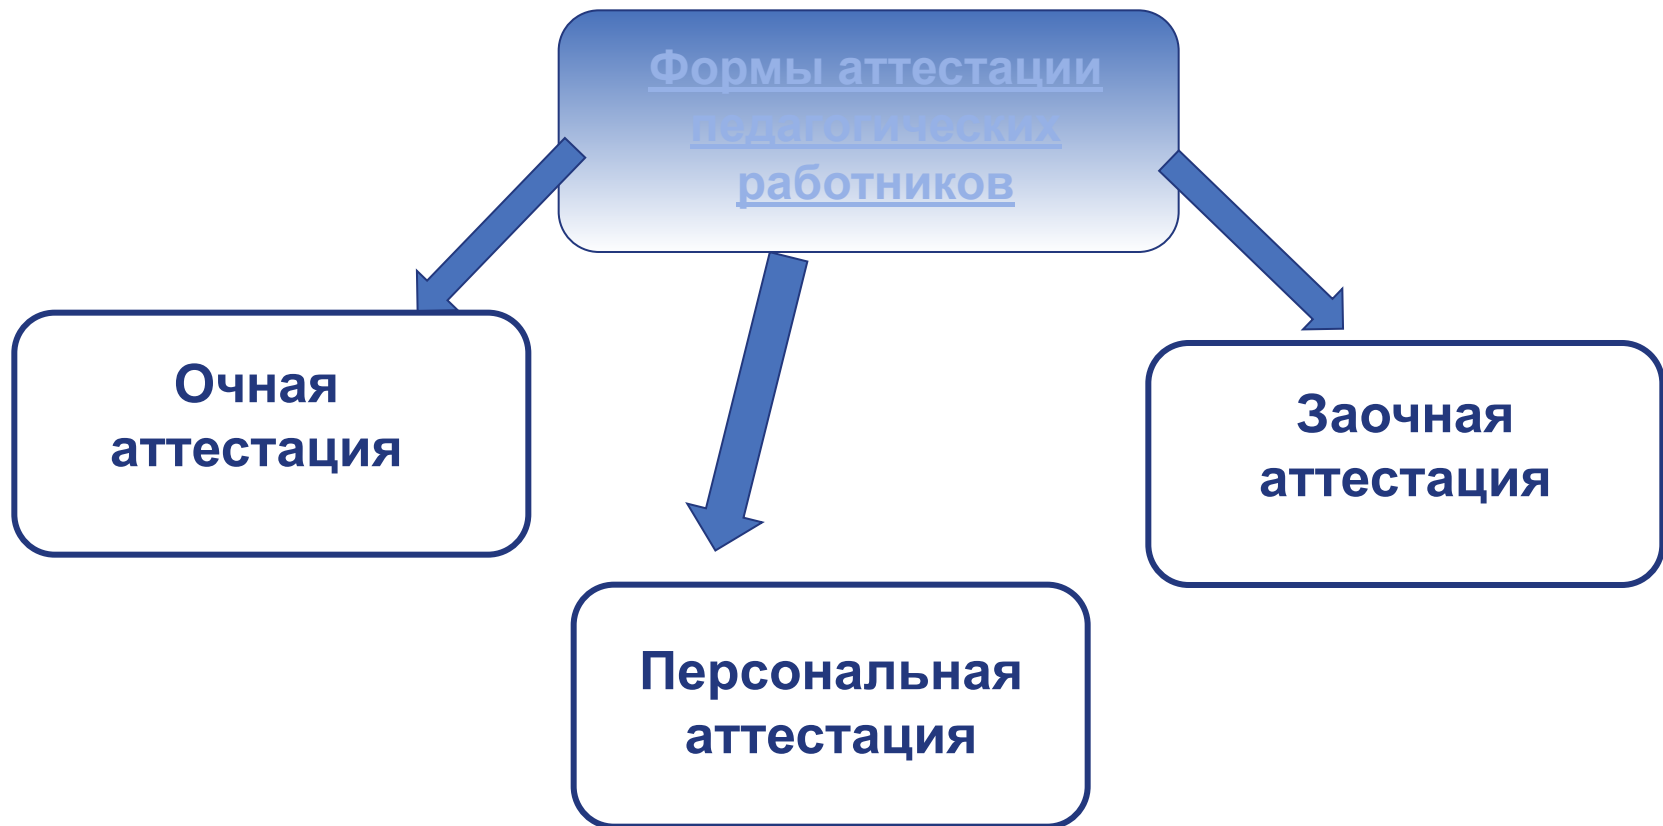 Формы аттестации
педагогических
работников
Очная
аттестация
Заочная
аттестация
Персональная
аттестация